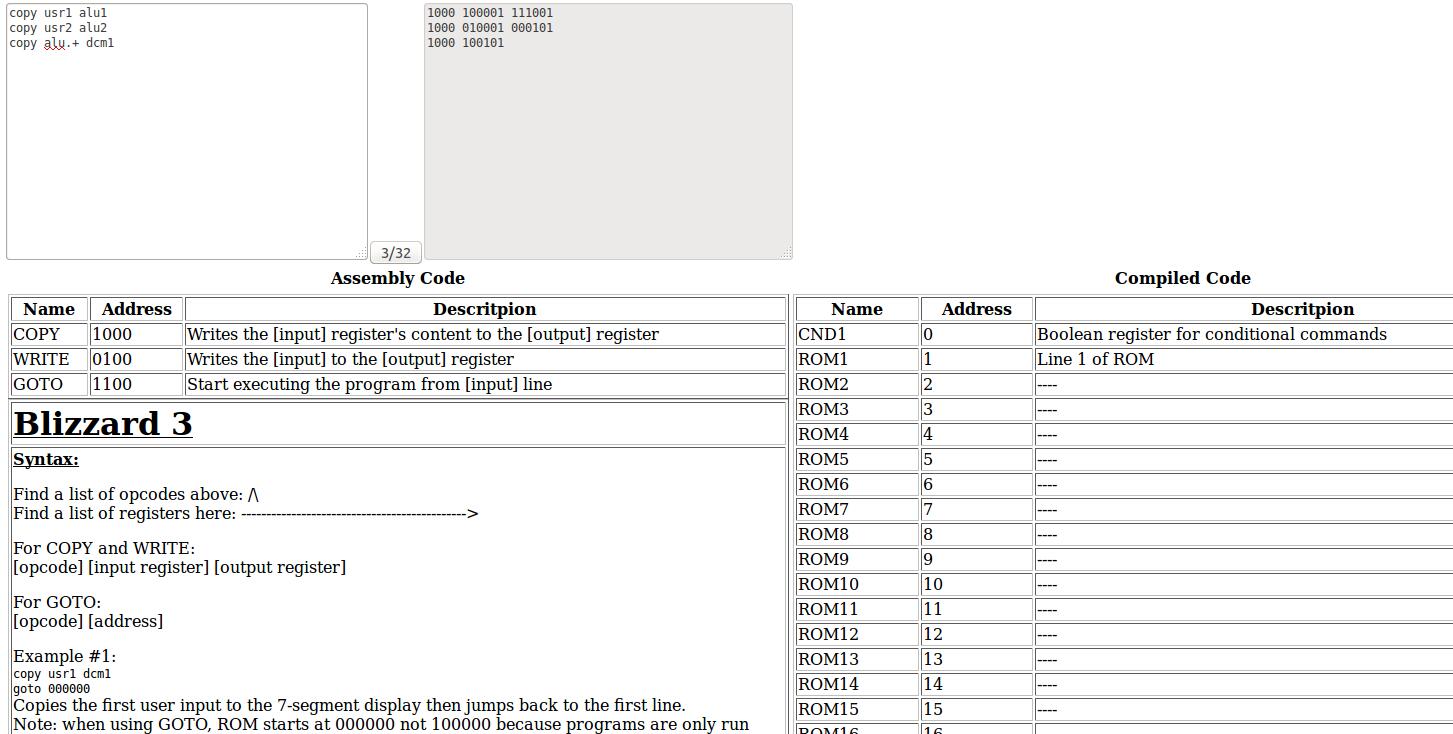 copy usr1 alu1
copy usr2 alu2
copy alu.+ dcm1
1000 100001 111001
1000 010001 000101
1000 100101
3/32
Assembly Code
Compiled Code
Name Address Descritpion
COPY 1000 Writes the [input] register's content to the [output] register
WRITE 0100 Writes the [input] to the [output] register
GOTO 1100 Start executing the program from [input] line
Blizzard 3
Syntax:
Find a list of opcodes above: /\
Find a list of registers here: --------------------------------------------->
For COPY and WRITE:
[opcode] [input register] [output register]
For GOTO:
[opcode] [address]
Example #1:
copy usr1 dcm1
goto 000000
Copies the first user input to the 7-segment display then jumps back to the first line.
Note: when using GOTO, ROM starts at 000000 not 100000 because programs are only run
Name Address Descritpion
CND1 0 Boolean register for conditional commands
ROM1 1 Line 1 of ROM
ROM2 2 ----
ROM3 3 ----
ROM4 4 ----
ROM5 5 ----
ROM6 6 ----
ROM7 7 ----
ROM8 8 ----
ROM9 9 ----
ROM10 10 ----
ROM11 11 ----
ROM12 12 ----
ROM13 13 ----
ROM14 14 ----
ROM15 15 ----
ROM16 16